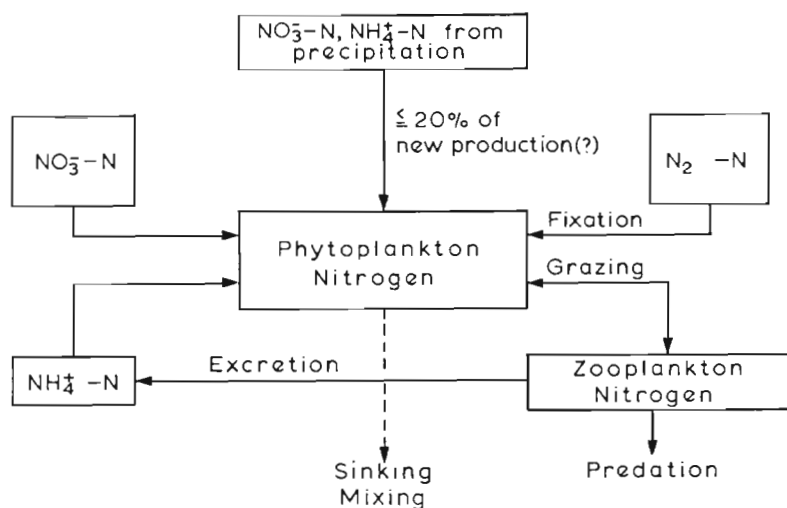 NO₃⁻–N, NH₄⁺–N from
precipitation
≦ 20% of
new production(?)
NO₃⁻–N
N₂ –N
Phytoplankton
Nitrogen
Fixation
Grazing
NH₄⁺ –N
Excretion
Zooplankton
Nitrogen
Sinking
Mixing
Predation